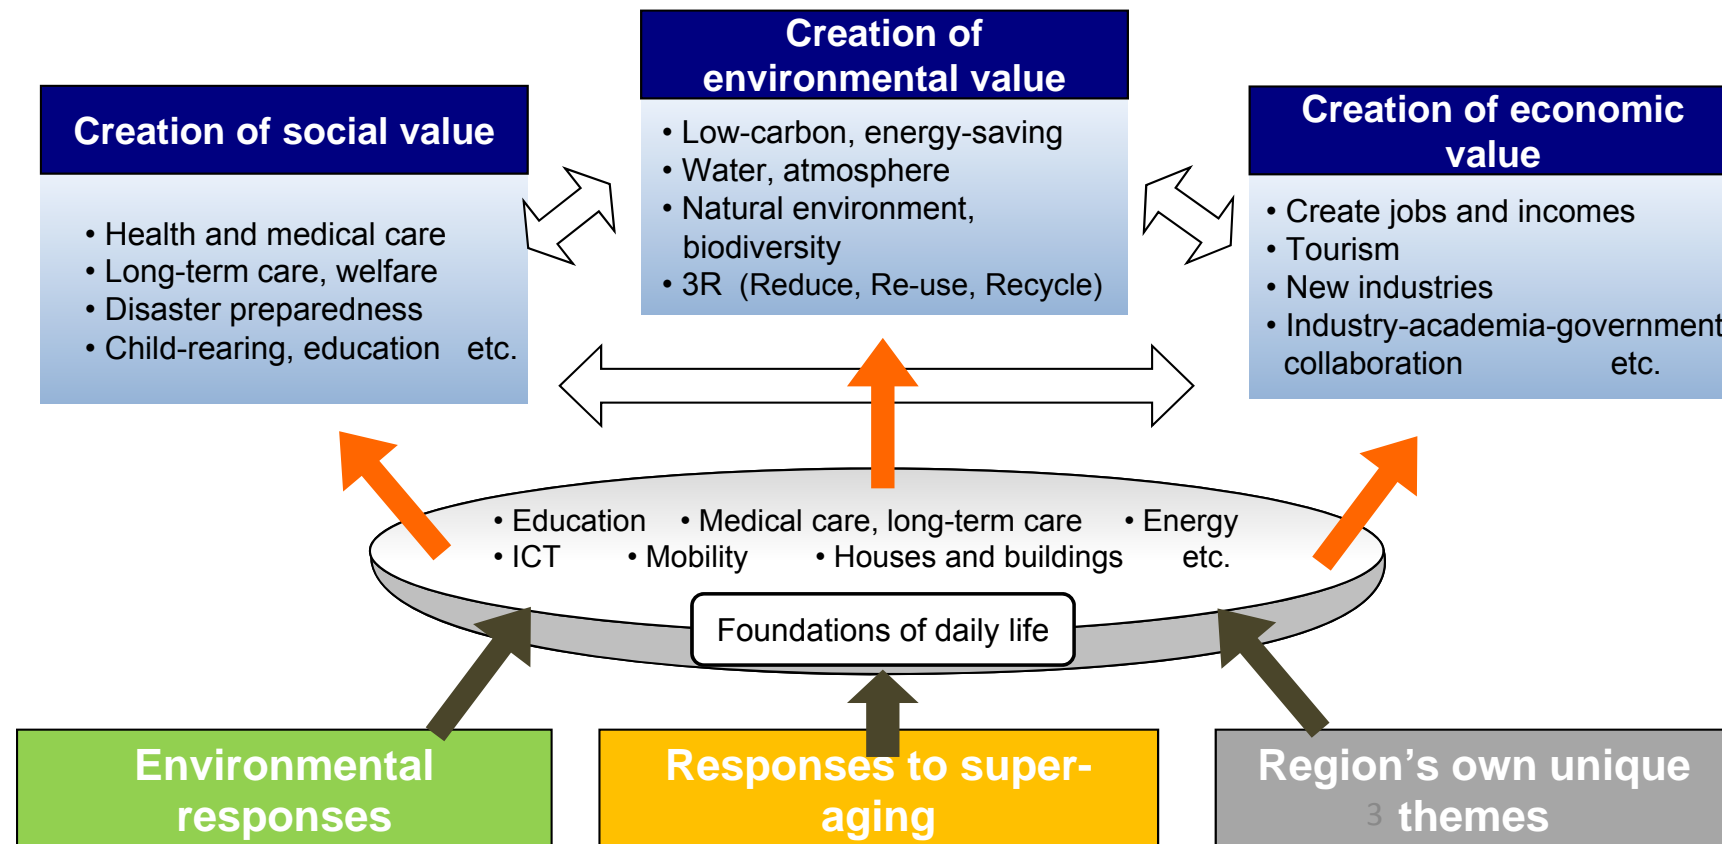 Creation of
environmental value
• Low-carbon, energy-saving
• Water, atmosphere
• Natural environment,
biodiversity
• 3R (Reduce, Re-use, Recycle)
Creation of social value
• Health and medical care
• Long-term care, welfare
• Disaster preparedness
• Child-rearing, education etc.
Creation of economic
value
• Create jobs and incomes
• Tourism
• New industries
• Industry-academia-government
collaboration etc.
• Education • Medical care, long-term care • Energy
• ICT • Mobility • Houses and buildings etc.
Foundations of daily life
Environmental
responses
Responses to super-
aging
Region’s own unique
themes
3